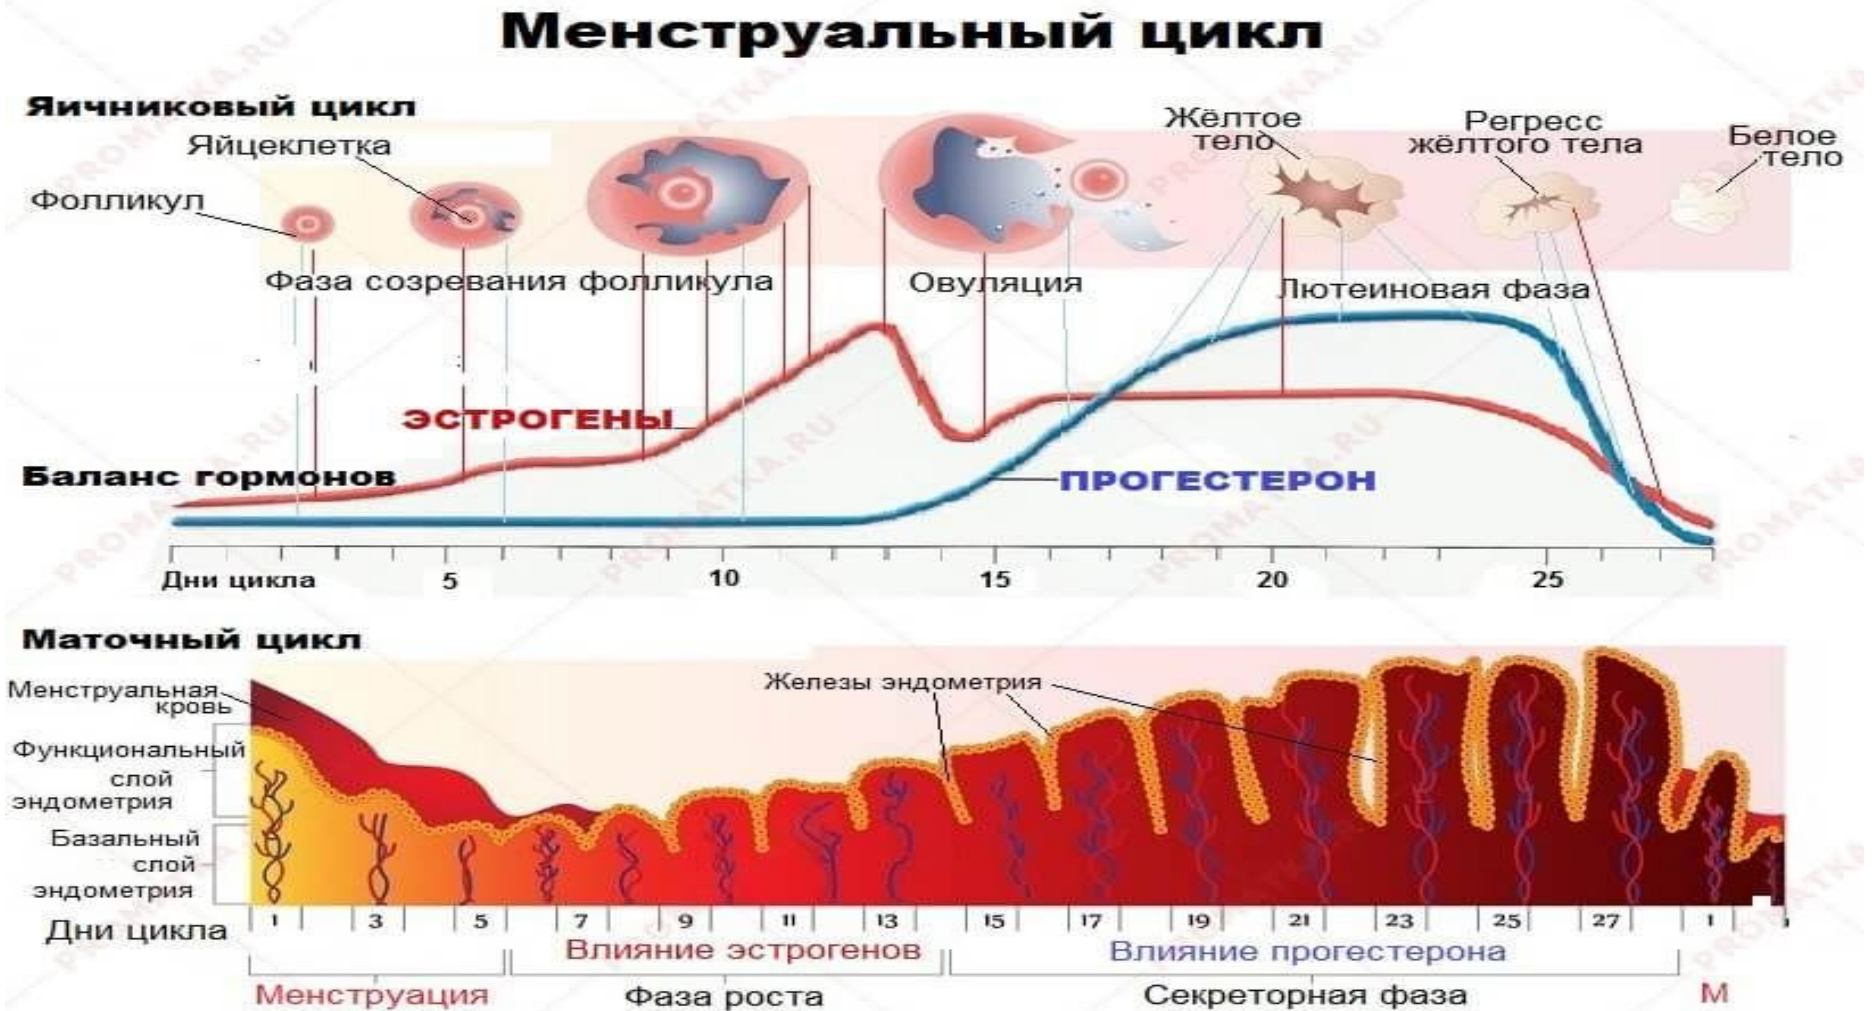 Менструальный цикл
Яичниковый цикл
Яйцеклетка
Фолликул
Жёлтое
тело
Регресс
жёлтого тела
Белое
тело
Фаза созревания фолликула
Овуляция
Лютеиновая фаза
ЭСТРОГЕНЫ
Баланс гормонов
ПРОГЕСТЕРОН
Дни цикла 5 10 15 20 25
Маточный цикл
Менструальная
кровь
Железы эндометрия
Функциональный
слой
эндометрия
Базальный
слой
эндометрия
Дни цикла 1 3 5 7 9 11 13 15 17 19 21 23 25 27 1
Влияние эстрогенов Влияние прогестерона
Менструация Фаза роста Секреторная фаза М
PROMATKA.RU